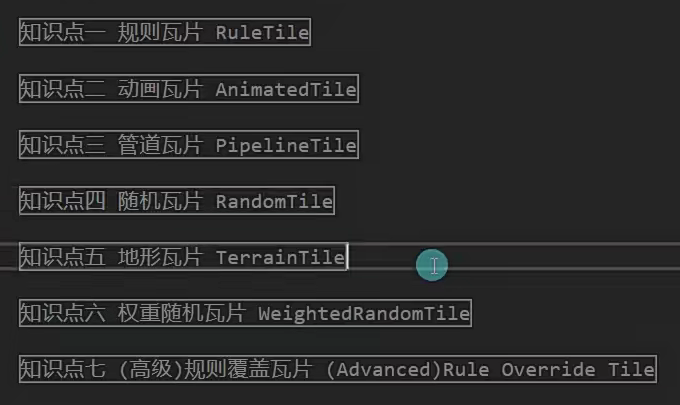 知识点一 规则瓦片 RuleTile
知识点二 动画瓦片 AnimatedTile
知识点三 管道瓦片 PipelineTile
知识点四 随机瓦片 RandomTile
知识点五 地形瓦片 TerrainTile
知识点六 权重随机瓦片 WeightedRandomTile
知识点七 (高级)规则覆盖瓦片 (Advanced)Rule Override Tile